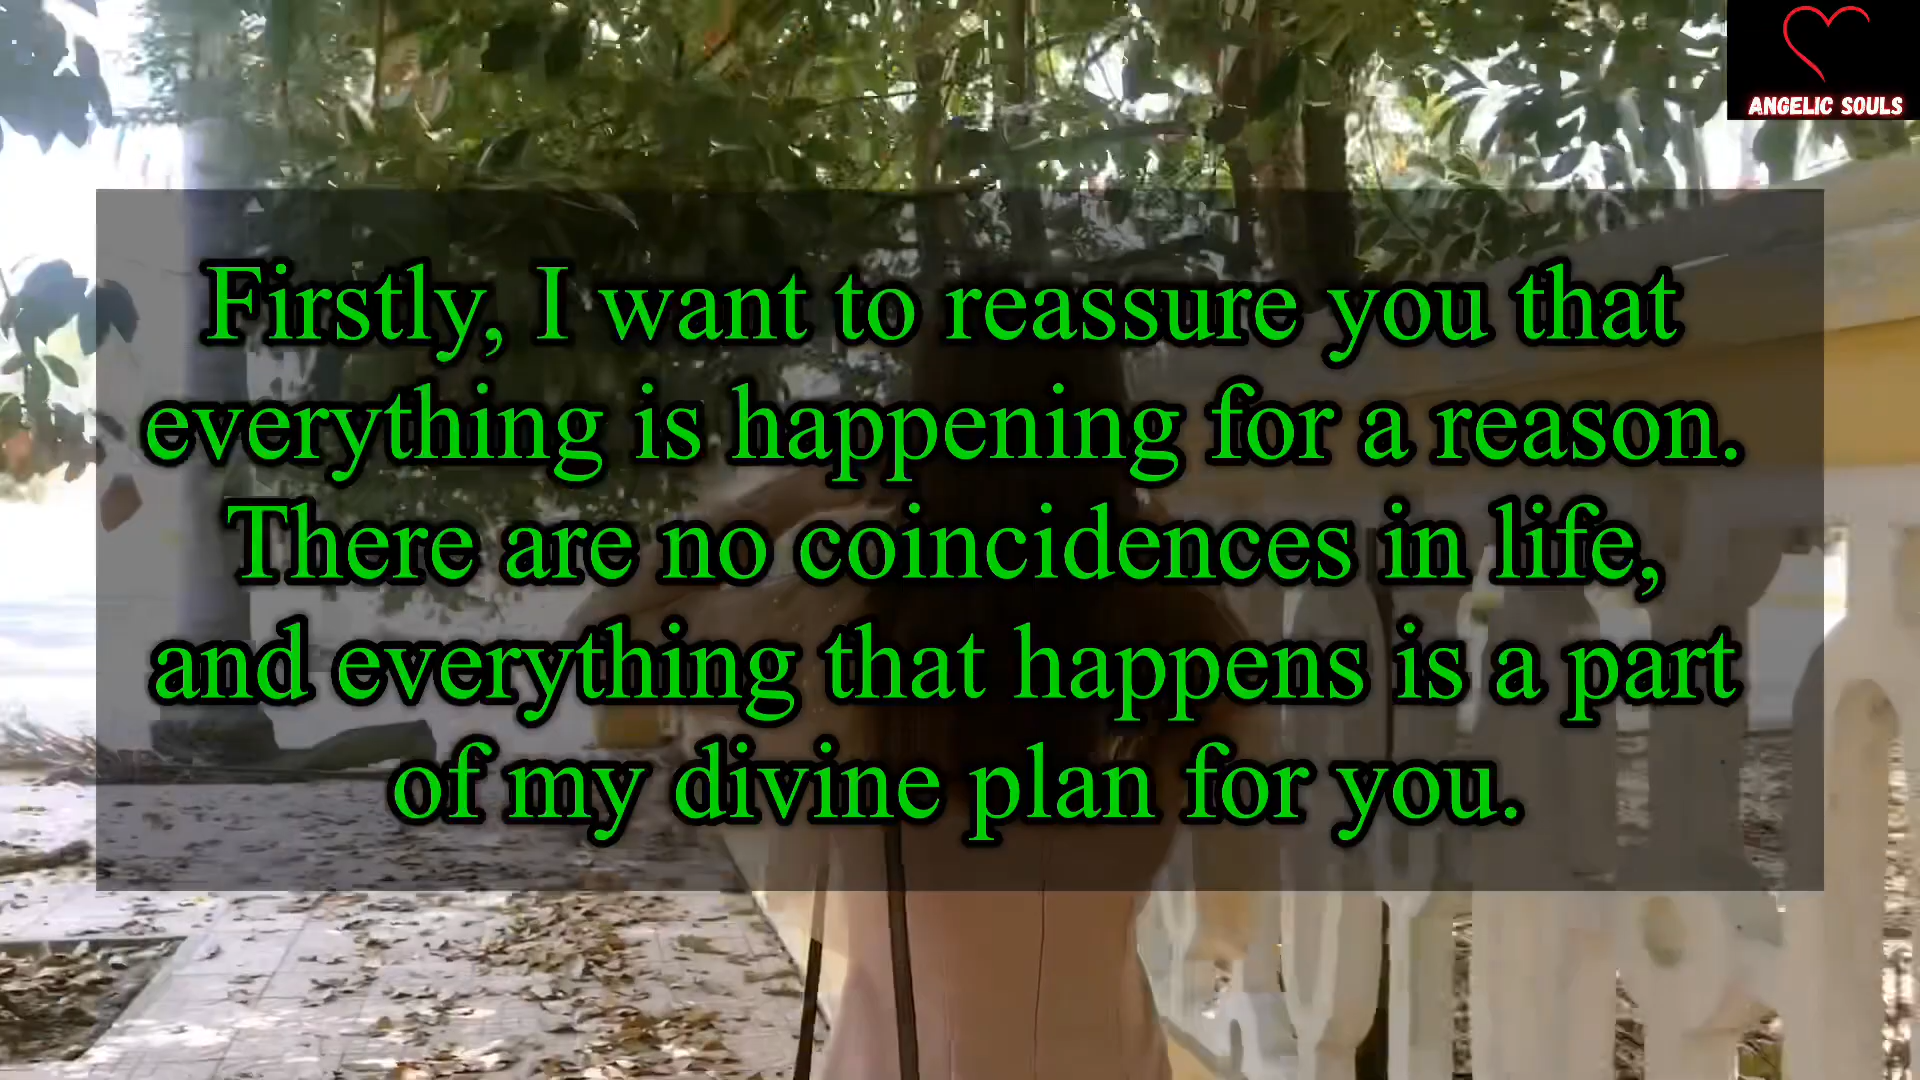 ANGELIC SOULS
Firstly, I want to reassure you that
everything is happening for a reason.
There are no coincidences in life,
and everything that happens is a part
of my divine plan for you.